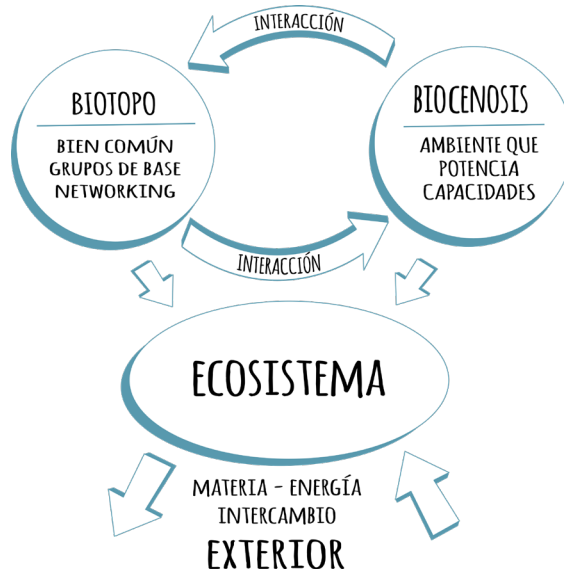 INTERACCIÓN
BIOTOPO
BIEN COMÚN
GRUPOS DE BASE
NETWORKING
BIOCENOSIS
AMBIENTE QUE
POTENCIA
CAPACIDADES
INTERACCIÓN
ECOSISTEMA
MATERIA - ENERGÍA
INTERCAMBIO
EXTERIOR